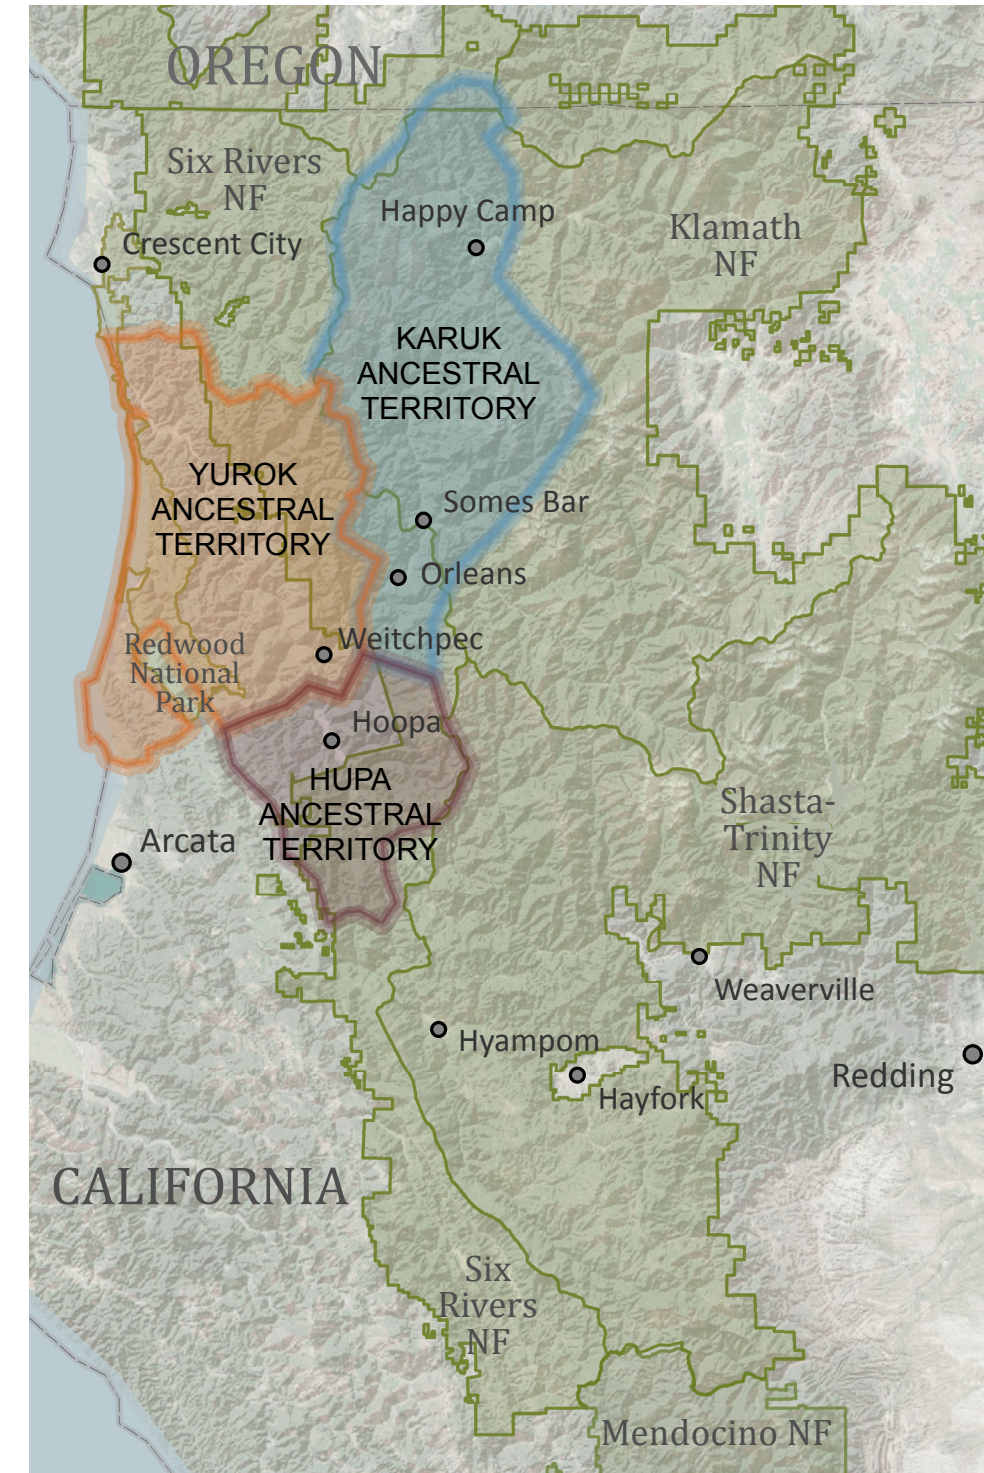 OREGON
Six Rivers
NF
Happy Camp
Klamath
NF
Crescent City
KARUK
ANCESTRAL
TERRITORY
YUROK
ANCESTRAL
TERRITORY
Somes Bar
Orleans
Weitchpec
Redwood
National
Park
Hoopa
HUPA
ANCESTRAL
TERRITORY
Shasta-
Trinity
NF
Arcata
Weaverville
Hyampom
Redding
Hayfork
CALIFORNIA
Six
Rivers
NF
Mendocino NF